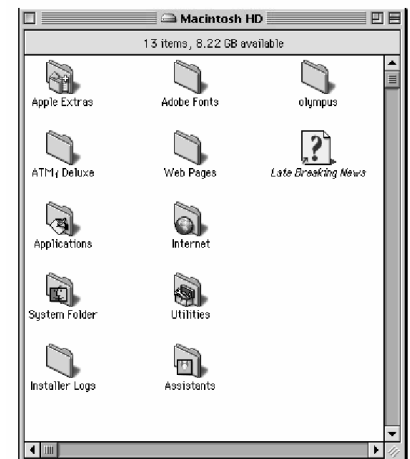 Macintosh HD
13 items, 8.22 GB available
Apple Extras Adobe Fonts olympus
ATMƒ Deluxe Web Pages Late Breaking News
Applications Internet
System Folder Utilities
Installer Logs Assistants